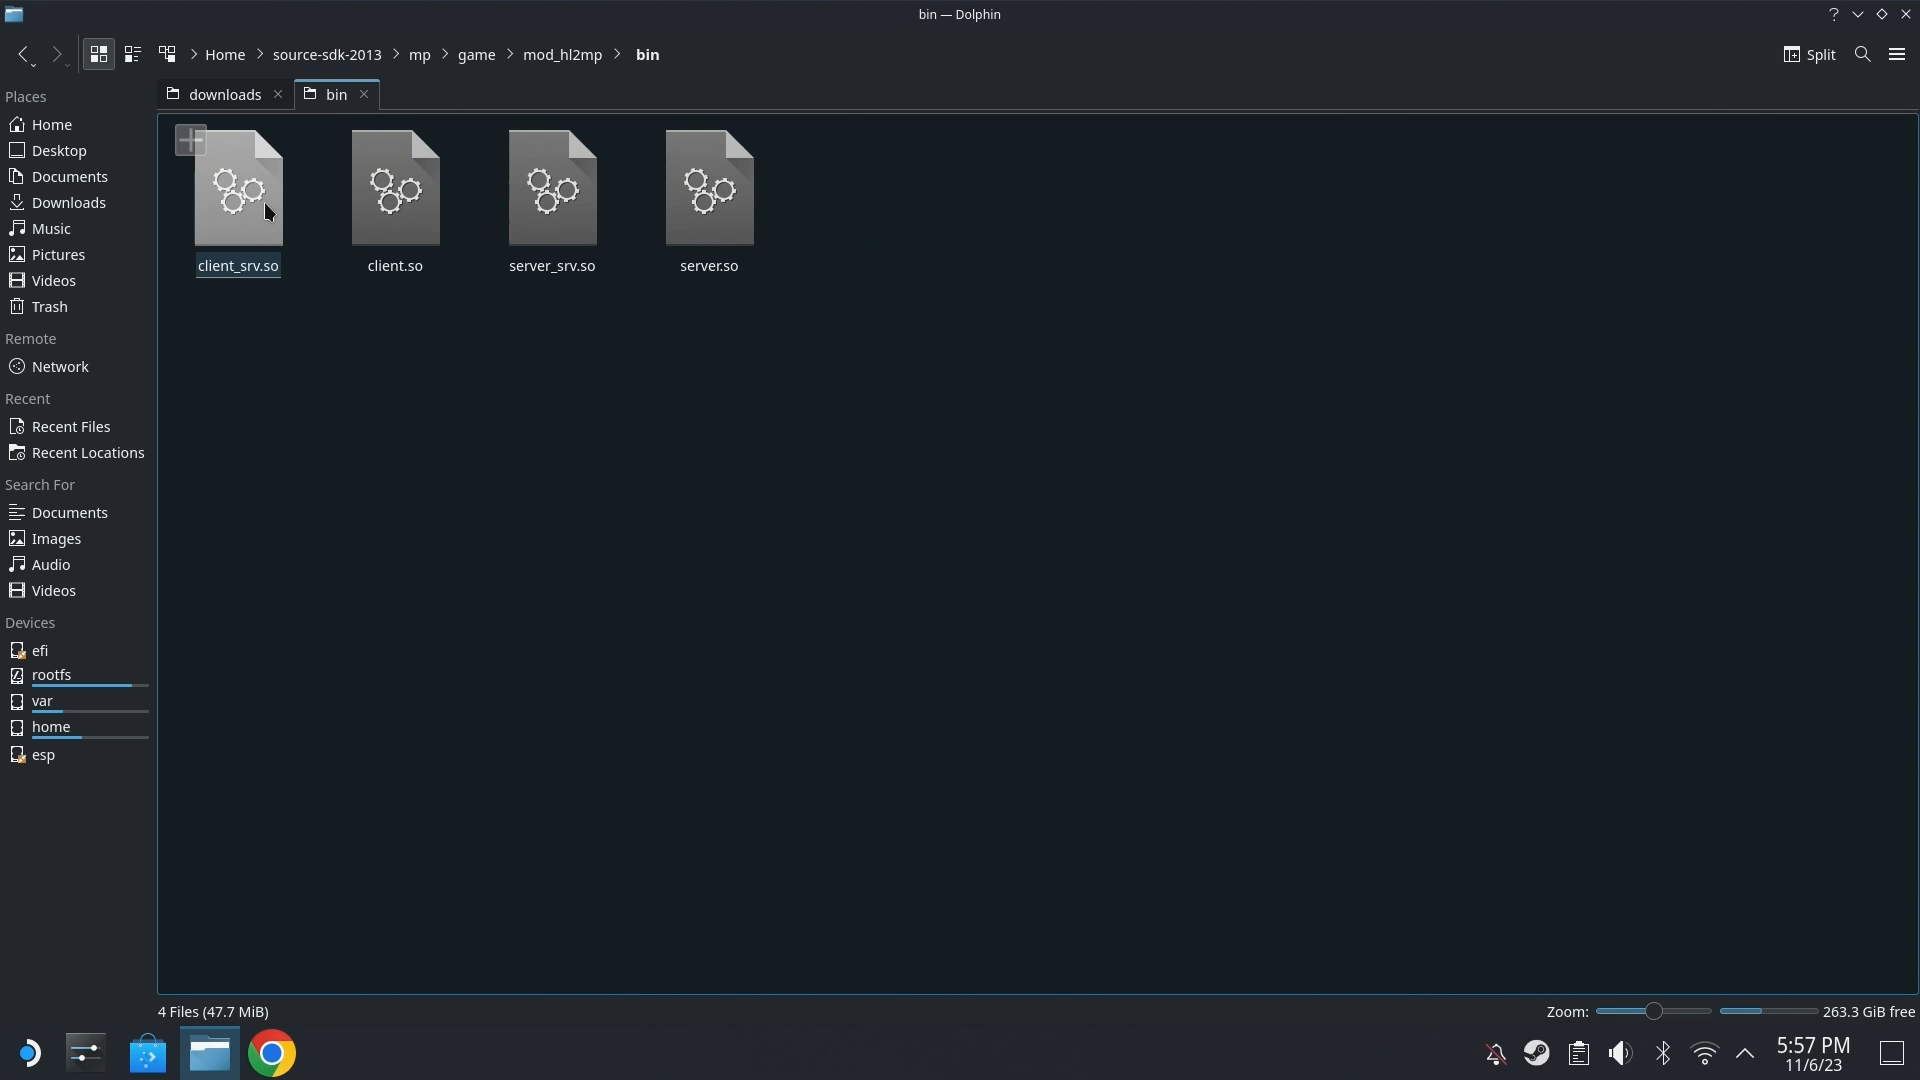 bin — Dolphin
Home > source-sdk-2013 > mp > game > mod_hl2mp > bin
Split
Places
downloads
bin
Home
Desktop
Documents
Downloads
Music
Pictures
Videos
Trash
Remote
Network
Recent
Recent Files
Recent Locations
Search For
Documents
Images
Audio
Videos
Devices
efi
rootfs
var
home
esp
client_srv.so
client.so
server_srv.so
server.so
4 Files (47.7 MiB)
Zoom:
263.3 GiB free
5:57 PM
11/6/23